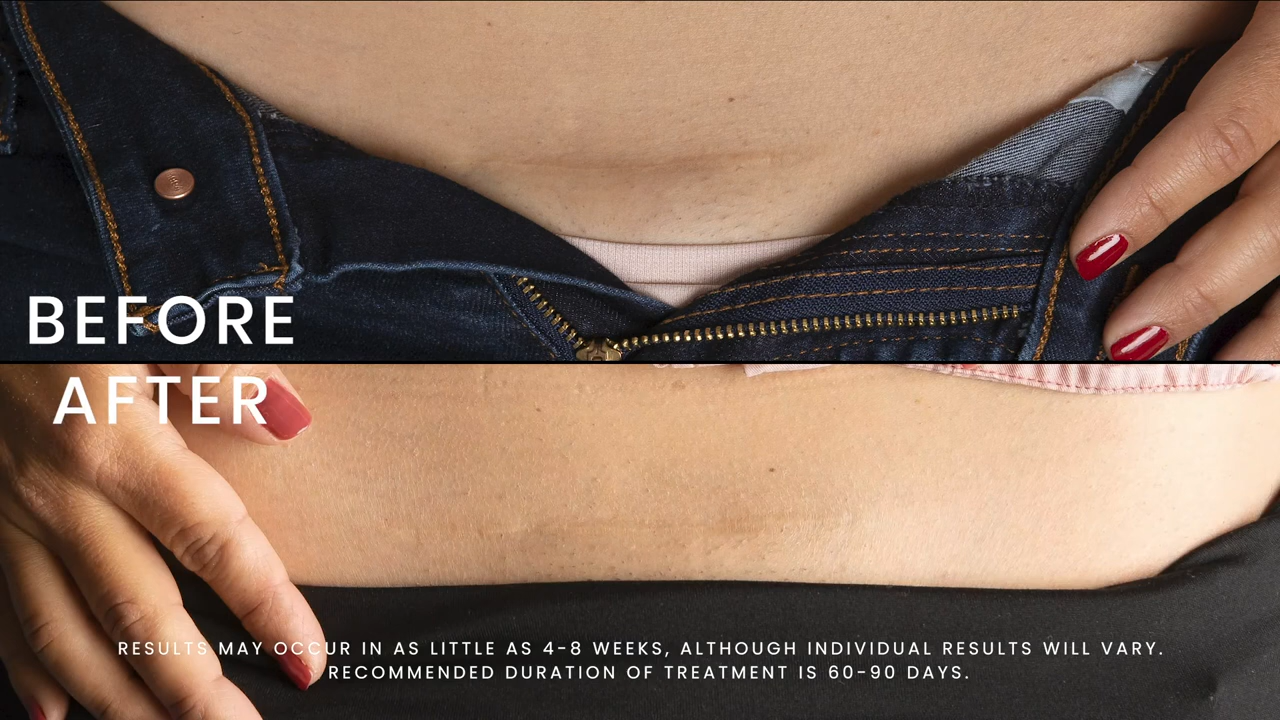 BEFORE
AFTER
RESULTS MAY OCCUR IN AS LITTLE AS 4-8 WEEKS, ALTHOUGH INDIVIDUAL RESULTS WILL VARY.
RECOMMENDED DURATION OF TREATMENT IS 60-90 DAYS.